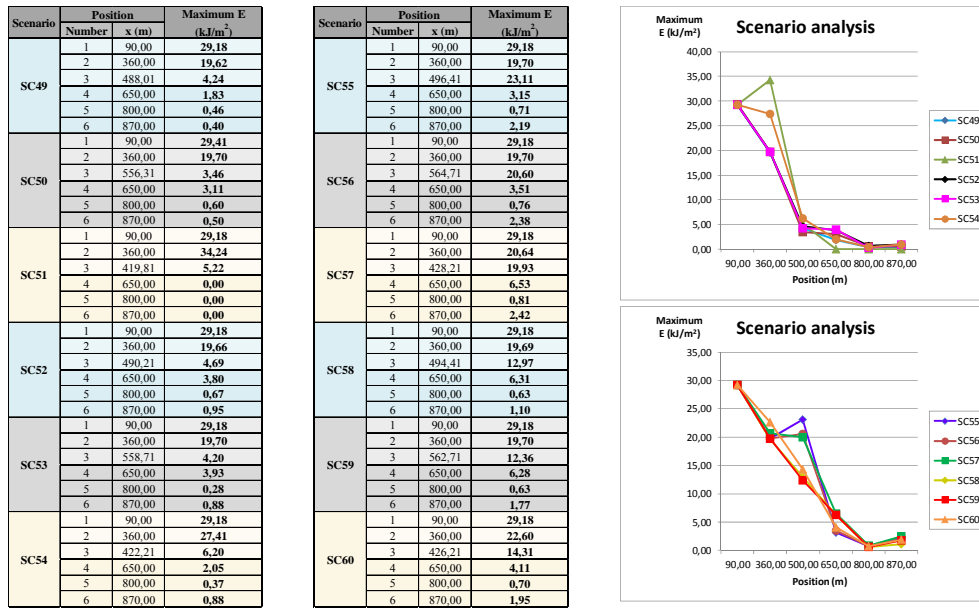 Scenario Position Maximum E
Number x (m) (kJ/m²)
SC49
1 90,00 29,18
2 360,00 19,62
3 488,01 4,24
4 650,00 1,83
5 800,00 0,46
6 870,00 0,40
SC50
1 90,00 29,41
2 360,00 19,70
3 556,31 3,46
4 650,00 3,11
5 800,00 0,60
6 870,00 0,50
SC51
1 90,00 29,18
2 360,00 34,24
3 419,81 5,22
4 650,00 0,00
5 800,00 0,00
6 870,00 0,00
SC52
1 90,00 29,18
2 360,00 19,66
3 490,21 4,69
4 650,00 3,80
5 800,00 0,67
6 870,00 0,95
SC53
1 90,00 29,18
2 360,00 19,70
3 558,71 4,20
4 650,00 3,93
5 800,00 0,28
6 870,00 0,88
SC54
1 90,00 29,18
2 360,00 27,41
3 422,21 6,20
4 650,00 2,05
5 800,00 0,37
6 870,00 0,88
Scenario Position Maximum E
Number x (m) (kJ/m²)
SC55
1 90,00 29,18
2 360,00 19,70
3 496,41 23,11
4 650,00 3,15
5 800,00 0,71
6 870,00 2,19
SC56
1 90,00 29,18
2 360,00 19,70
3 564,71 20,60
4 650,00 3,51
5 800,00 0,76
6 870,00 2,38
SC57
1 90,00 29,18
2 360,00 20,64
3 428,21 19,93
4 650,00 6,53
5 800,00 0,81
6 870,00 2,42
SC58
1 90,00 29,18
2 360,00 19,69
3 494,41 12,97
4 650,00 6,31
5 800,00 0,63
6 870,00 1,10
SC59
1 90,00 29,18
2 360,00 19,70
3 562,71 12,36
4 650,00 6,28
5 800,00 0,63
6 870,00 1,77
SC60
1 90,00 29,18
2 360,00 22,60
3 426,21 14,31
4 650,00 4,11
5 800,00 0,70
6 870,00 1,95
Maximum
E (kJ/m²)
Scenario analysis
40,00
35,00
30,00
25,00
20,00
15,00
10,00
5,00
0,00
90,00 360,00 500,00 650,00 800,00 870,00
Position (m)
SC49
SC50
SC51
SC52
SC53
SC54
Maximum
E (kJ/m²)
Scenario analysis
35,00
30,00
25,00
20,00
15,00
10,00
5,00
0,00
90,00 360,00 500,00 650,00 800,00 870,00
Position (m)
SC55
SC56
SC57
SC58
SC59
SC60